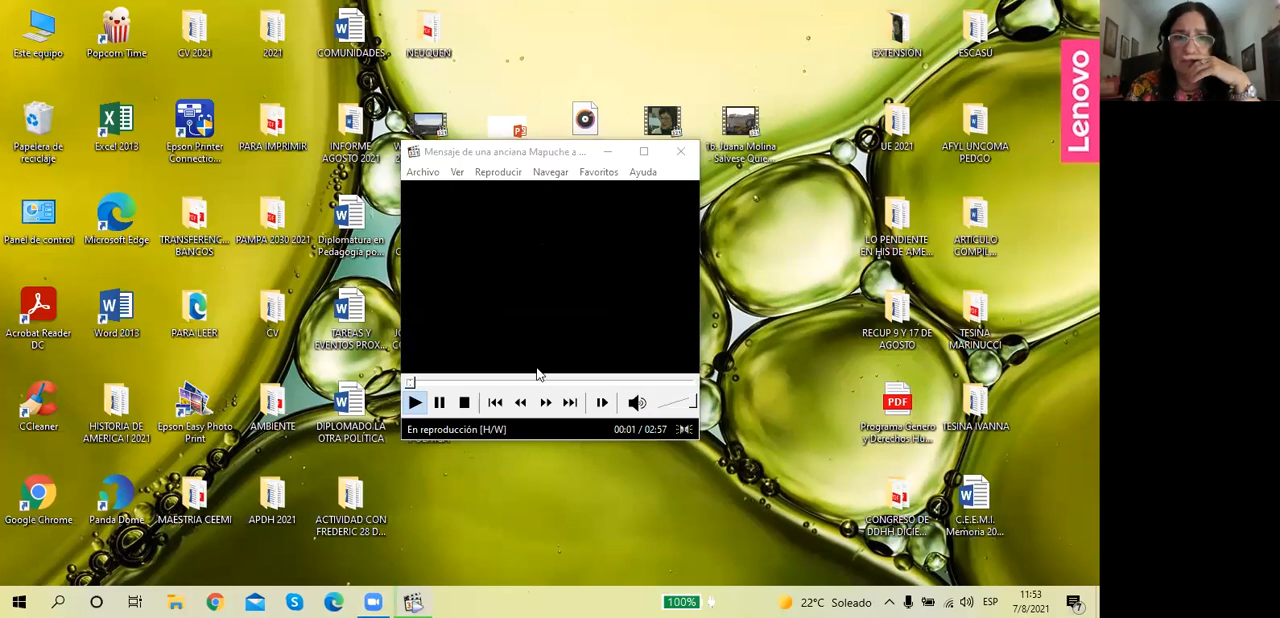 Este equipo
Popcorn Time
CV 2021
2021
COMUNIDADES
NEUQUEN
EXTENSION
ESCASU
Lenovo
Papelera de
reciclaje
Excel 2013
Epson Printer
Connectio...
PARA IMPRIMIR
INFORME
AGOSTO 2021
16. Juana Molina
- Salvese Quie...
UE 2021
AFYL UNCOMA
PEDCO
Mensaje de una anciana Mapuche a ...
Archivo Ver Reproducir Navegar Favoritos Ayuda
Panel de control
Microsoft Edge
TRANSFERENC...
BANCOS
PAMPA 2030 2021
Diplomatura en
Pedagogía po...
LO PENDIENTE
EN HIS DE AME...
ARTICULO
COMPIL...
Acrobat Reader
DC
Word 2013
PARA LEER
CV
TAREAS Y
EVENTOS PROX...
RECUP 9 Y 17 DE
AGOSTO
TESINA
MARINUCCI
CCleaner
HISTORIA DE
AMERICA I 2021
Epson Easy Photo
Print
AMBIENTE
DIPLOMADO.LA
OTRA POLÍTICA
PDF
Programa Genero
y Derechos Hu...
TESINA IVANNA
En reproducción [H/W] 00:01 / 02:57
Google Chrome
Panda Dome
MAESTRIA CEEMI
APDH 2021
ACTIVIDAD CON
FREDERIC 28 D...
CONGRESO DE
DDHH DICIE...
C.E.E.M.I.
Memoria 20...
100%
22°C Soleado
ESP
11:53
7/8/2021
7